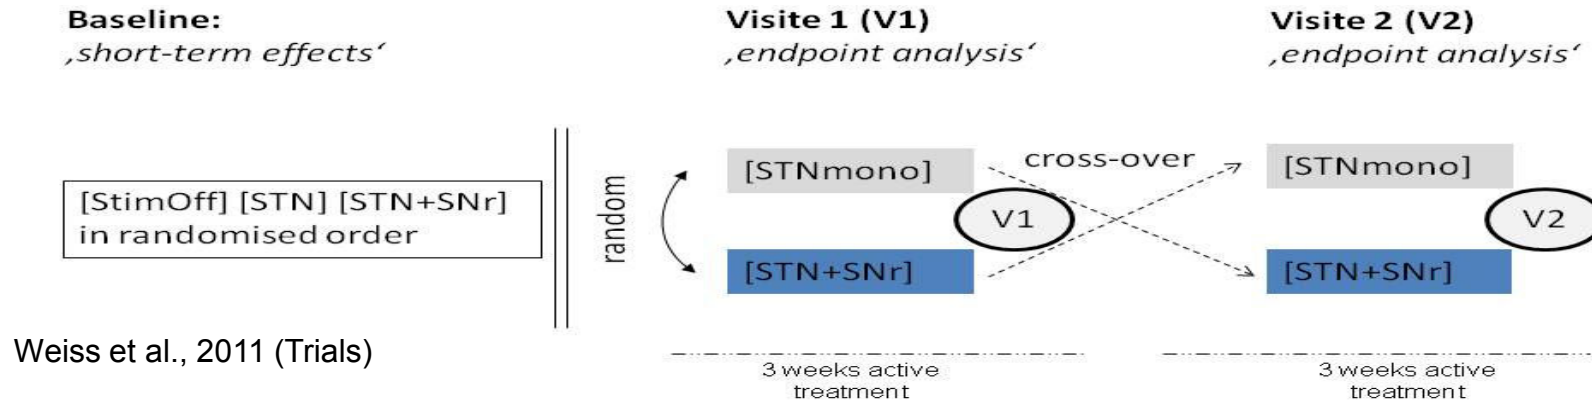 Baseline:
‚short-term effects‘
[StimOff] [STN] [STN+SNr]
in randomised order
random
Visite 1 (V1)
‚endpoint analysis‘
[STNmono]
V1
[STN+SNr]
3 weeks active
treatment
cross-over
Visite 2 (V2)
‚endpoint analysis‘
[STNmono]
V2
[STN+SNr]
3 weeks active
treatment
Weiss et al., 2011 (Trials)